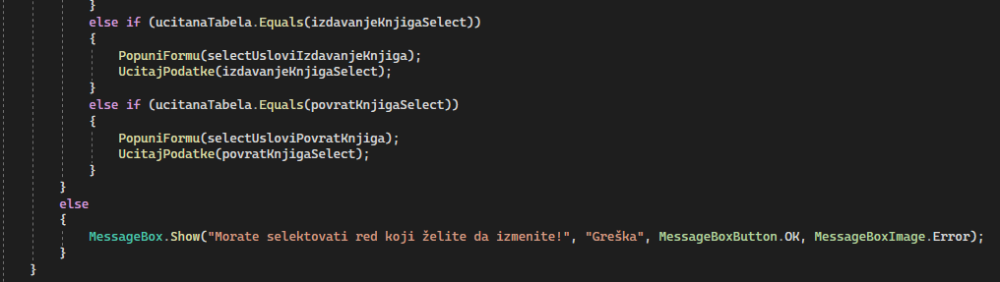 }
else if (ucitanaTabela.Equals(izdavanjeKnjigaSelect))
{
PopuniFormu(selectUsloviIzdavanjeKnjiga);
UcitajPodatke(izdavanjeKnjigaSelect);
}
else if (ucitanaTabela.Equals(povratKnjigaSelect))
{
PopuniFormu(selectUsloviPovratKnjiga);
UcitajPodatke(povratKnjigaSelect);
}
}
else
{
MessageBox.Show("Morate selektovati red koji želite da izmenite!", "Greška", MessageBoxButton.OK, MessageBoxImage.Error);
}
}